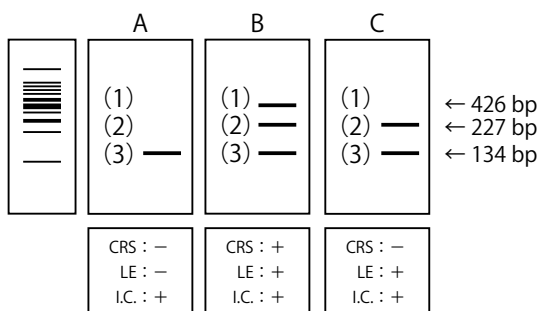 A B C
(1) (1) (1) ← 426 bp
(2) (2) (2) ← 227 bp
(3) (3) (3) ← 134 bp
CRS：－ CRS：＋ CRS：－
LE：－ LE：＋ LE：＋
I.C.：＋ I.C.：＋ I.C.：＋